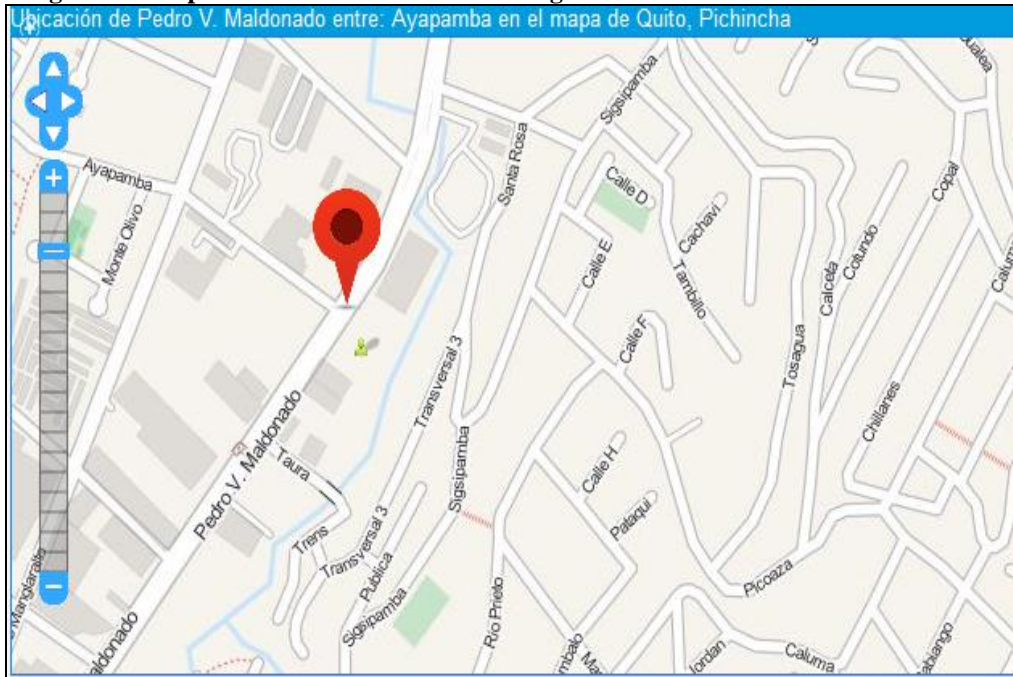 Ubicación de Pedro V. Maldonado entre: Ayapamba en el mapa de Quito, Pichincha
Ayapamba
Monte Olivo
Sigsipamba
Santa Rosa
Calle D
Cachavi
Copal
Cotundo
Calceta
Calle E
Tambillo
Tosagua
Calle F
Chillanes
Transversal 3
Pedro V. Maldonado
Taura
Sigsipamba
Calle H
Pataqui
Trens
Transversal 3
Publica
Sigsipamba
Rio Prieto
Picoaza
Caluma